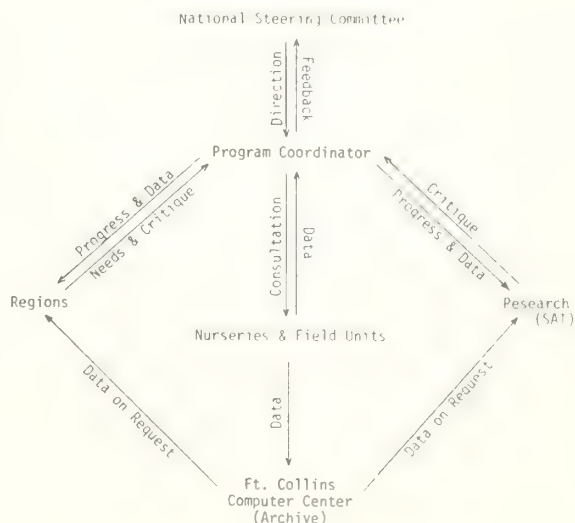 National Steering Committee
Direction
Feedback
Program Coordinator
Progress & Data
Needs & Critique
Consultation
Data
Critique
Progress & Data
Regions
Pesearch
(SAI)
Nurseries & Field Units
Data on Request
Data
Data on Request
Ft. Collins
Computer Center
(Archive)